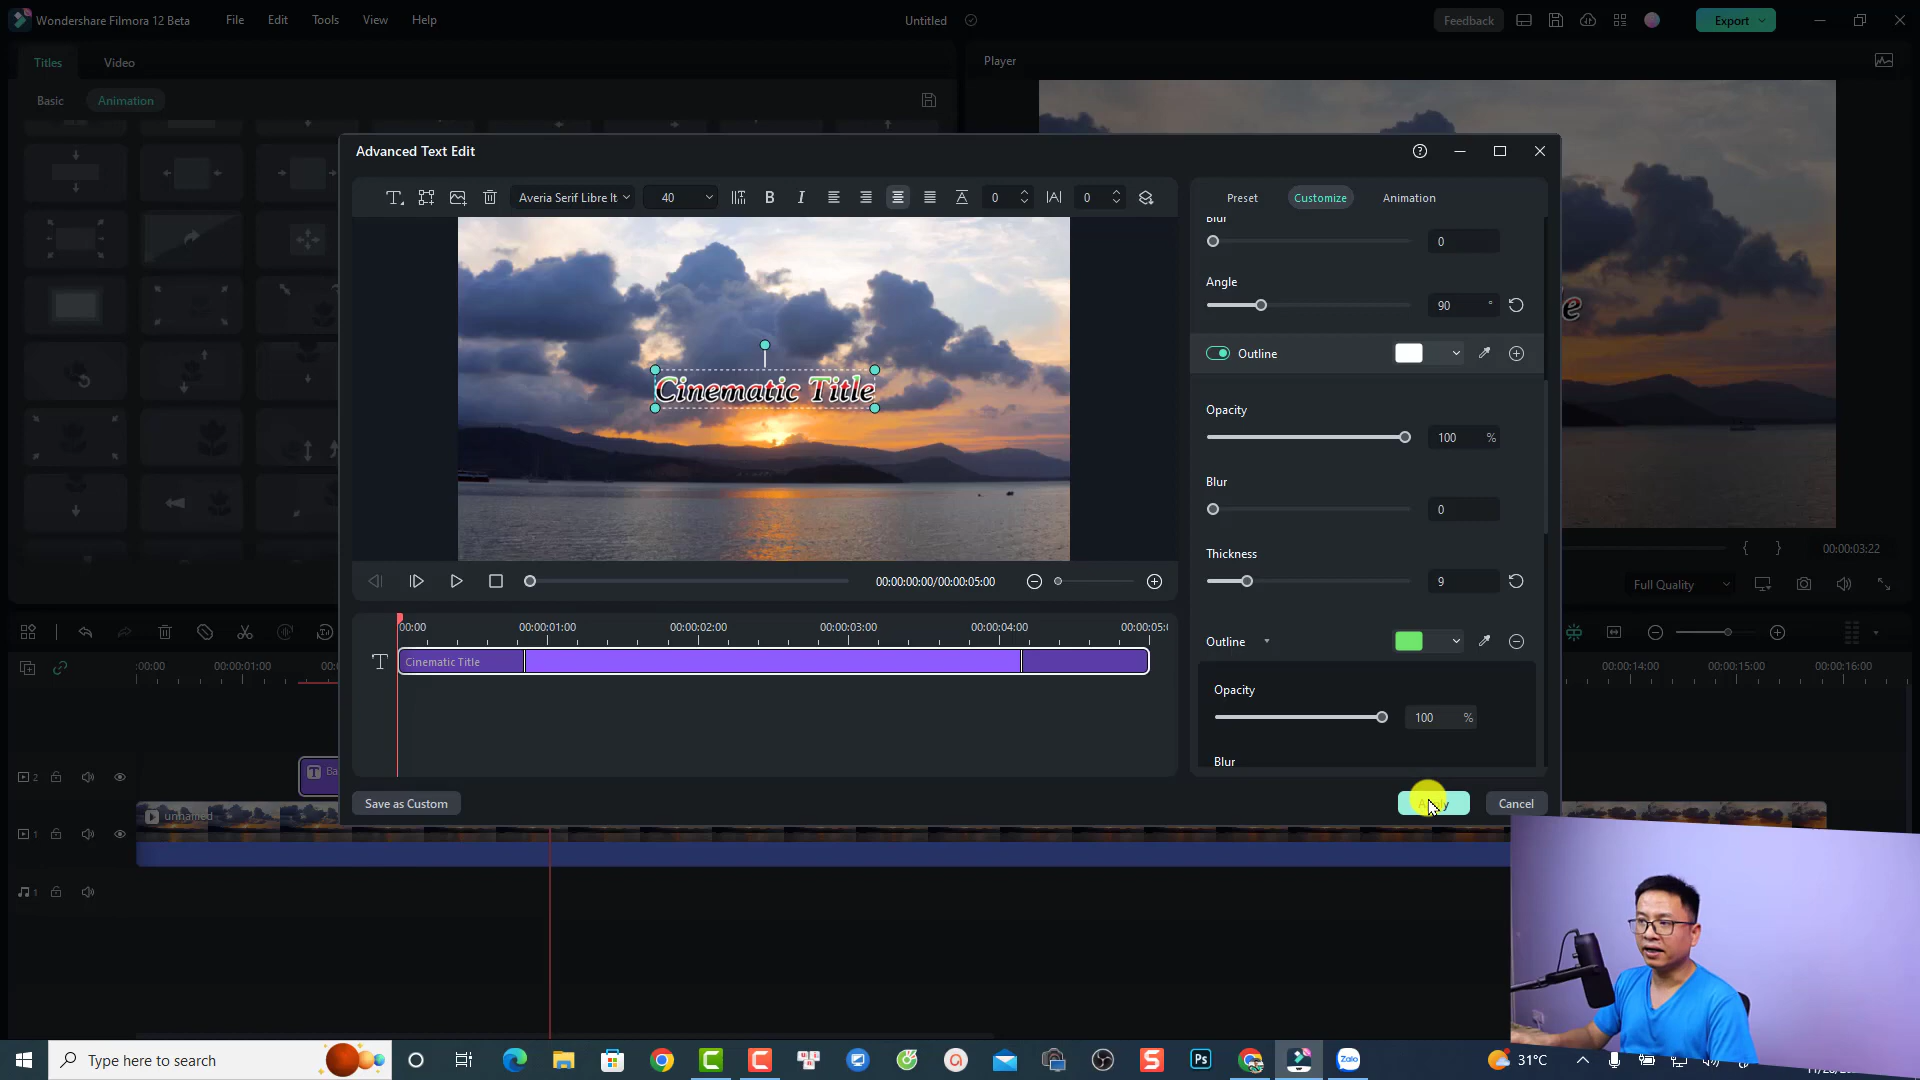 Wondershare Filmora 12 Beta
File
Edit
Tools
View
Help
Untitled
Feedback
Export
Titles
Video
Player
Basic
Animation
Advanced Text Edit
Averia Serif Libre It
40
B
I
0
0
Preset
Customize
Animation
Blur
0
Angle
90 °
Outline
Opacity
100 %
Blur
0
Thickness
9
Outline
Opacity
100 %
Blur
Cinematic Title
00:00:00:00/00:00:05:00
00:00
00:00:01:00
00:00:02:00
00:00:03:00
00:00:04:00
Cinematic Title
Save as Custom
Apply
Cancel
00:00:03:22
Full Quality
:00:00
00:00:01:00
00:00:14:00
00:00:15:00
00:00:16:00
2
1
unnamed
1
Type here to search
Ps
Zalo
31°C